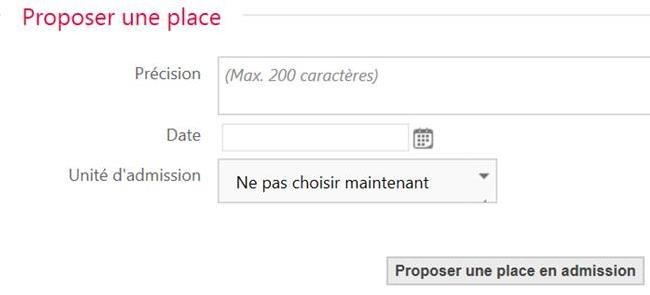 Proposer une place
Précision
(Max. 200 caractères)
Date
Unité d'admission
Ne pas choisir maintenant
Proposer une place en admission